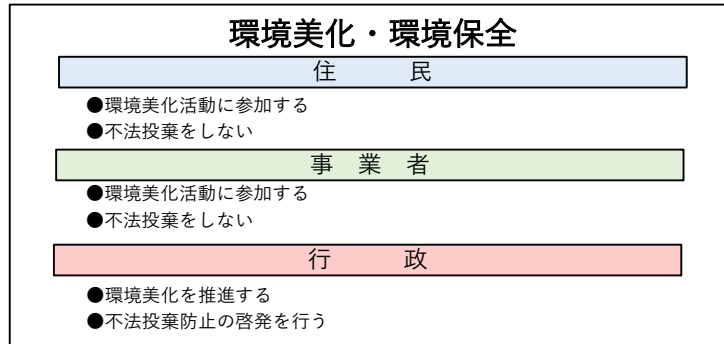 環境美化・環境保全
住　　　民
●環境美化活動に参加する
●不法投棄をしない
事　業　者
●環境美化活動に参加する
●不法投棄をしない
行　　　政
●環境美化を推進する
●不法投棄防止の啓発を行う